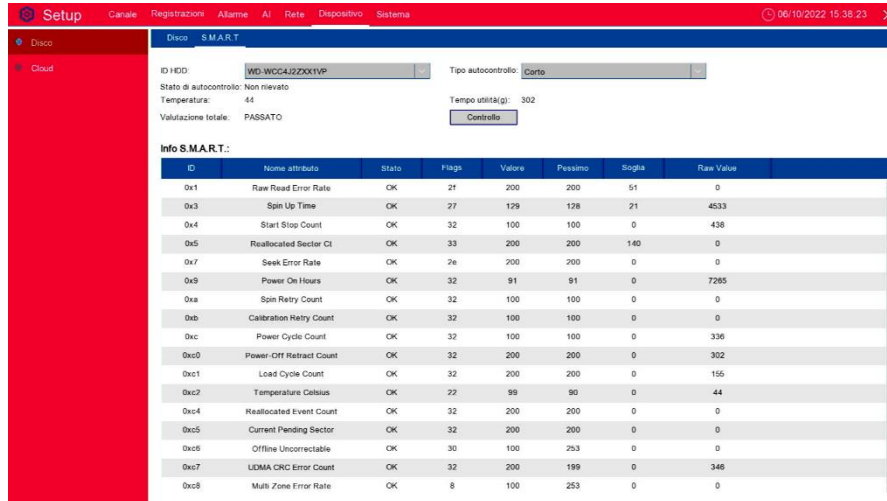 Setup Canale Registrazioni Allarme AI Rete Dispositivo Sistema 06/10/2022 15:38:23
Disco
Cloud
Disco S.M.A.R.T
ID HDD: WD-WCC4J2ZXX1VP Tipo autocontrollo: Corto
Stato di autocontrollo: Non rilevato
Temperatura: 44 Tempo utilità(g): 302
Valutazione totale: PASSATO Controllo
Info S.M.A.R.T.:
ID Nome attributo Stato Flags Valore Pessimo Soglia Raw Value
0x1 Raw Read Error Rate OK 2f 200 200 51 0
0x3 Spin Up Time OK 27 129 128 21 4533
0x4 Start Stop Count OK 32 100 100 0 438
0x5 Reallocated Sector Ct OK 33 200 200 140 0
0x7 Seek Error Rate OK 2e 200 200 0 0
0x9 Power On Hours OK 32 91 91 0 7265
0xa Spin Retry Count OK 32 100 100 0 0
0xb Calibration Retry Count OK 32 100 100 0 0
0xc Power Cycle Count OK 32 100 100 0 336
0xc0 Power-Off Retract Count OK 32 200 200 0 302
0xc1 Load Cycle Count OK 32 200 200 0 155
0xc2 Temperature Celsius OK 22 99 90 0 44
0xc4 Reallocated Event Count OK 32 200 200 0 0
0xc5 Current Pending Sector OK 32 200 200 0 0
0xc6 Offline Uncorrectable OK 30 100 253 0 0
0xc7 UDMA CRC Error Count OK 32 200 199 0 346
0xc8 Multi Zone Error Rate OK 8 100 253 0 0